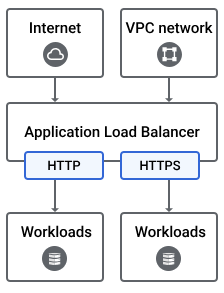 Internet
VPC network
Application Load Balancer
HTTP
HTTPS
Workloads
Workloads